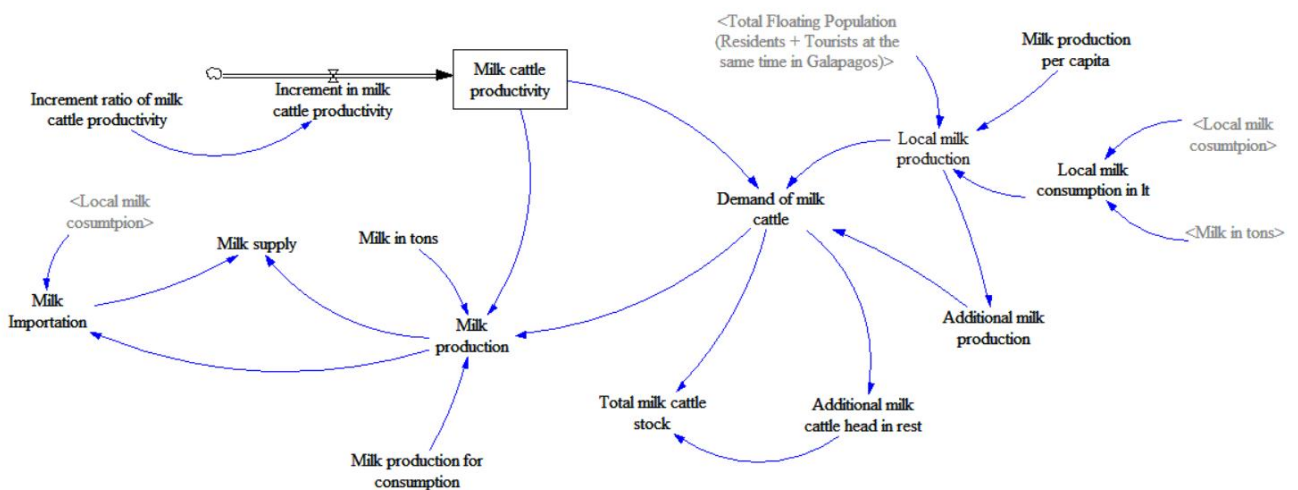 <Total Floating Population
(Residents + Tourists at the
same time in Galapagos)>
Milk production
per capita
Milk cattle
productivity
Increment ratio of milk
cattle productivity
Increment in milk
cattle productivity
<Local milk
cosumtpion>
Local milk
production
Local milk
consumption in lt
<Local milk
cosumtpion>
Demand of milk
cattle
Milk supply
Milk in tons
<Milk in tons>
Milk
Importation
Milk
production
Additional milk
production
Total milk cattle
stock
Additional milk
cattle head in rest
Milk production for
consumption